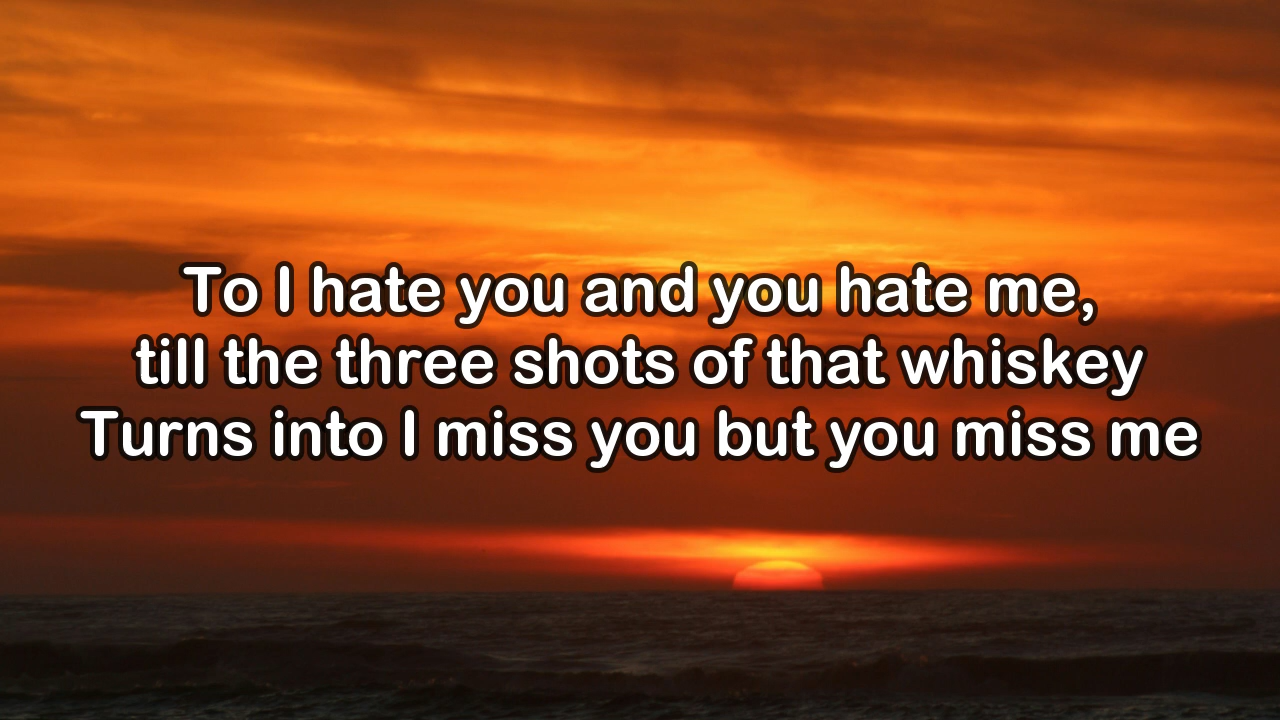 To I hate you and you hate me,
till the three shots of that whiskey
Turns into I miss you but you miss me